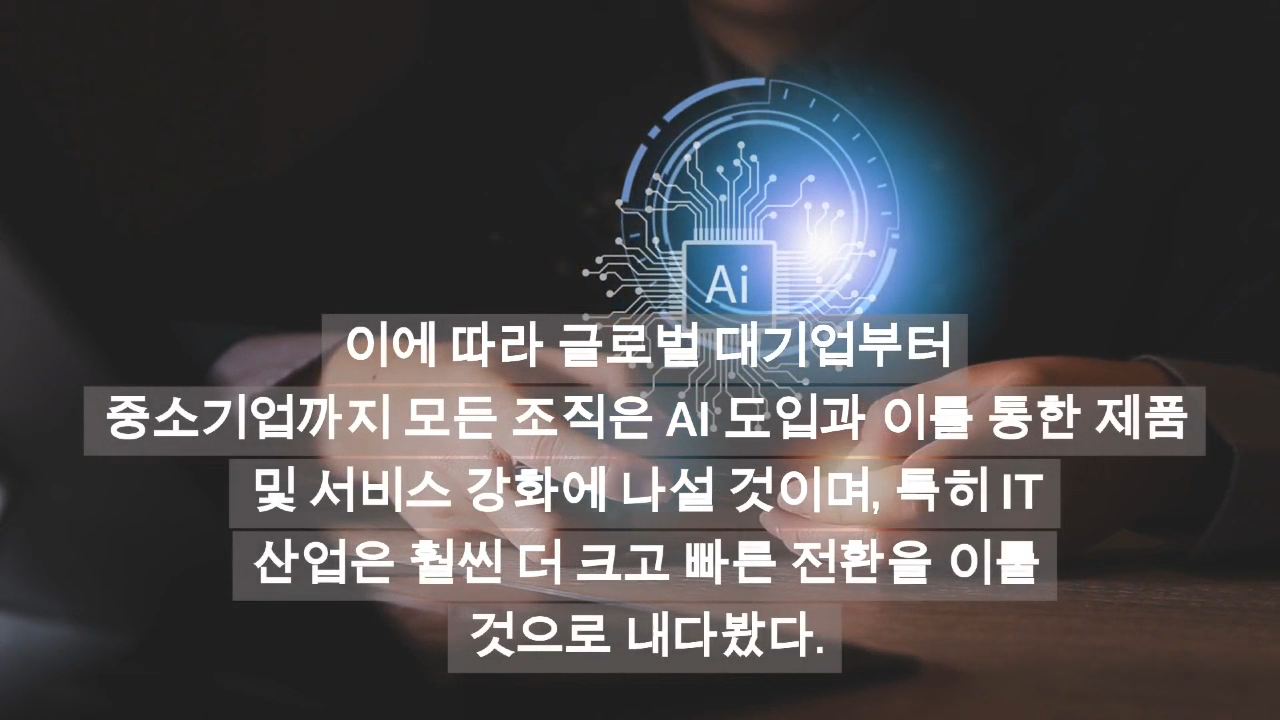 Ai
이에 따라 글로벌 대기업부터
중소기업까지 모든 조직은 AI 도입과 이를 통한 제품
및 서비스 강화에 나설 것이며, 특히 IT
산업은 훨씬 더 크고 빠른 전환을 이룰
것으로 내다봤다.